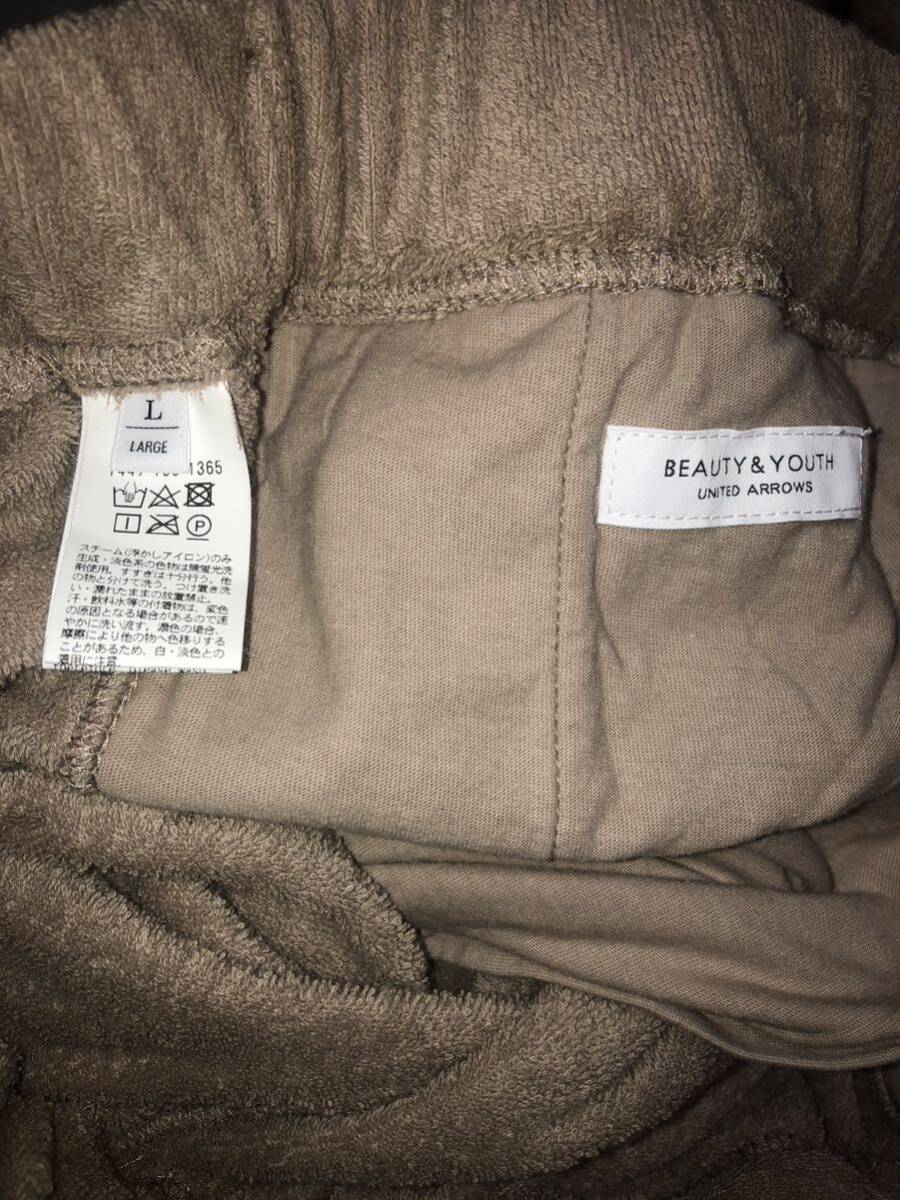 L
LARGE
1365
スチーム(浮かしアイロン)のみ
生成・淡色系の色物は無蛍光洗
剤使用。すすぎは十分行う。他
の物と分けて洗う。つけ置き洗
い・濡れたままの放置禁止。
汗・飲料水等の付着物は、変色
の原因となる場合があるので速
やかに洗い流す。濃色の場合、
摩擦により他の物へ色移りする
ことがあるため、白・淡色との
着用に注意
BEAUTY & YOUTH
UNITED ARROWS